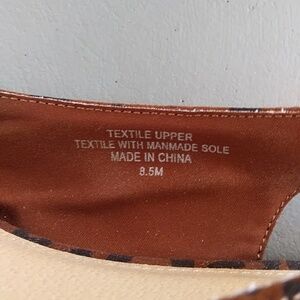 TEXTILE UPPER
TEXTILE WITH MANMADE SOLE
MADE IN CHINA
8.5M